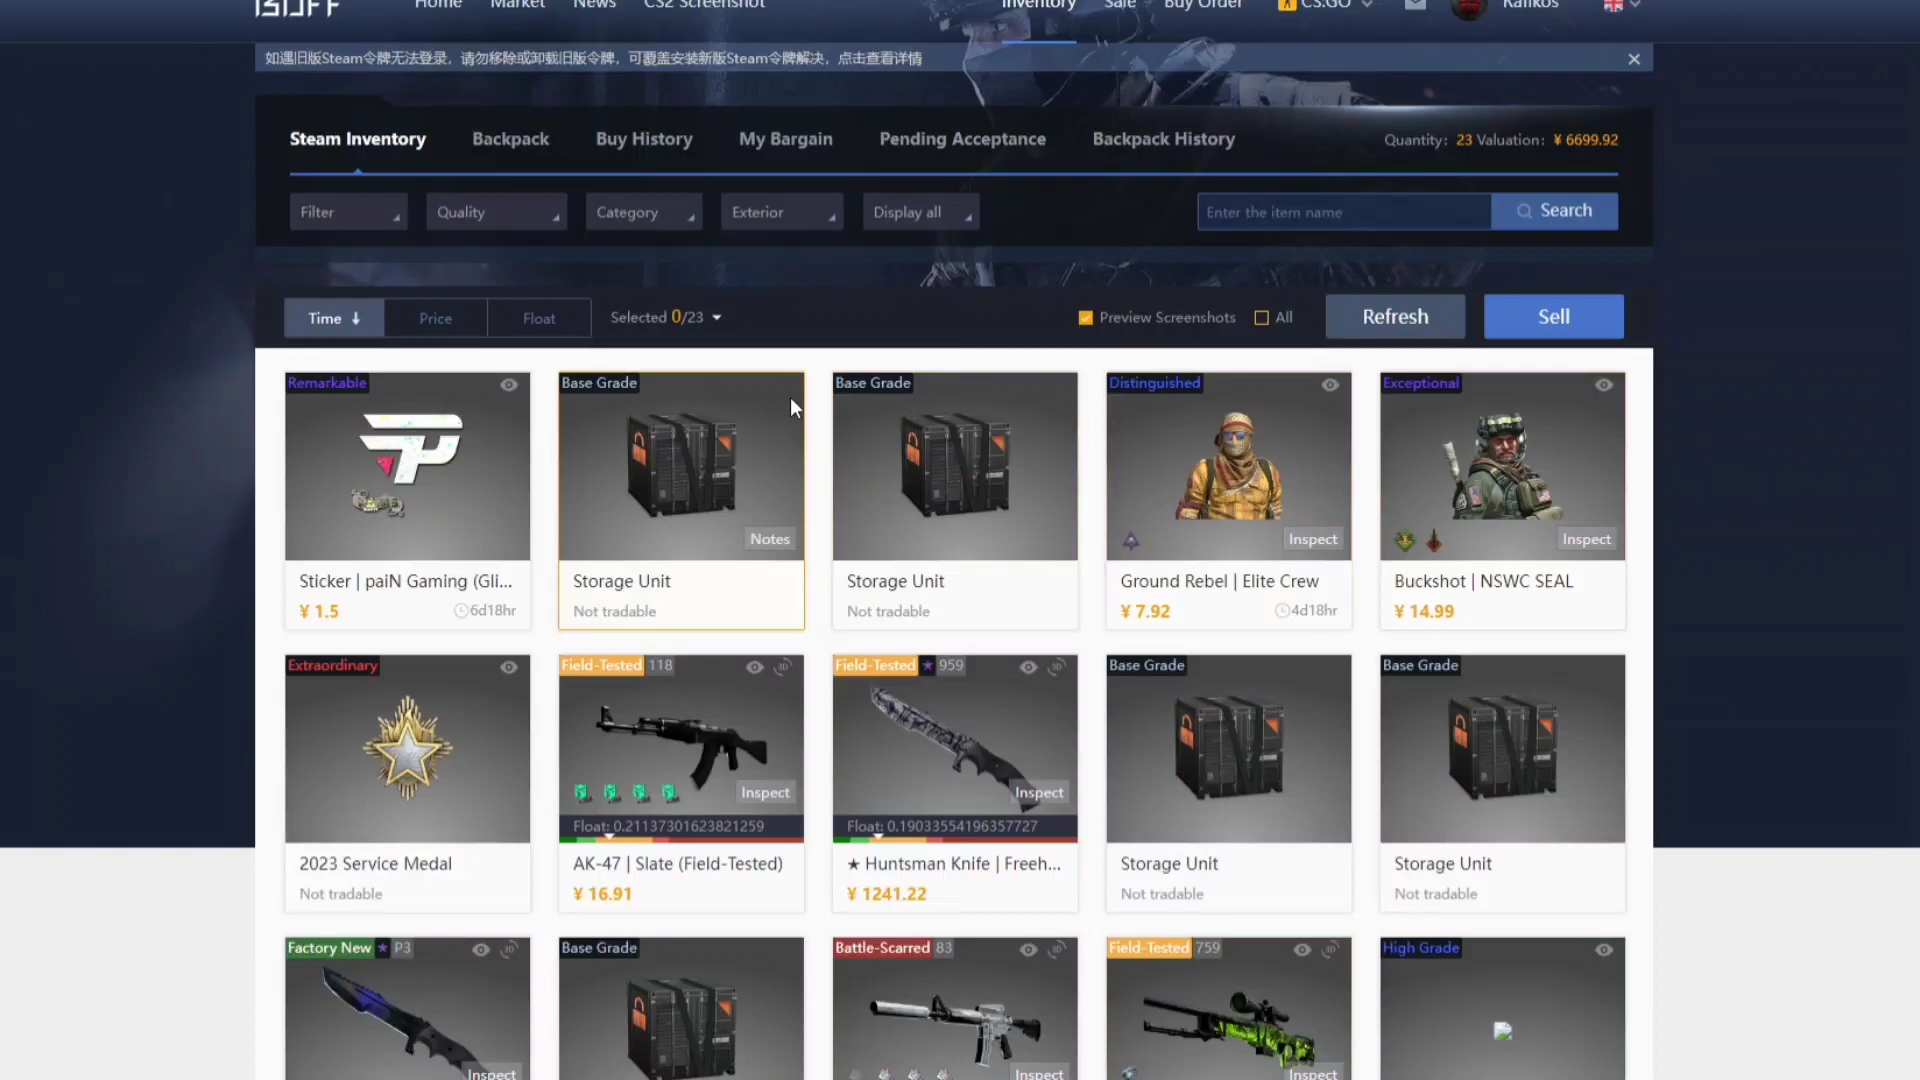 BUFF Home Market News CS2 Screenshot Inventory Sale Buy Order CS:GO
如遇旧版Steam令牌无法登录，请勿移除或卸载旧版令牌，可覆盖安装新版Steam令牌解决，点击查看详情
Steam Inventory Backpack Buy History My Bargain Pending Acceptance Backpack History Quantity: 23 Valuation: ¥ 6699.92
Filter Quality Category Exterior Display all Enter the item name Search
Time Price Float Selected 0/23 Preview Screenshots All Refresh Sell
Remarkable Base Grade Base Grade Distinguished Exceptional
Notes Inspect Inspect
Sticker | paiN Gaming (Gli... Storage Unit Storage Unit Ground Rebel | Elite Crew Buckshot | NSWC SEAL
¥ 1.5 6d18hr Not tradable Not tradable ¥ 7.92 4d18hr ¥ 14.99
Extraordinary Field-Tested 118 Field-Tested ★ 959 Base Grade Base Grade
Inspect Inspect
Float: 0.21137301623821259 Float: 0.19033554196357727
2023 Service Medal AK-47 | Slate (Field-Tested) ★ Huntsman Knife | Freeh... Storage Unit Storage Unit
Not tradable ¥ 16.91 ¥ 1241.22 Not tradable Not tradable
Factory New ★ P3 Base Grade Battle-Scarred 83 Field-Tested 759 High Grade
Inspect Inspect Inspect